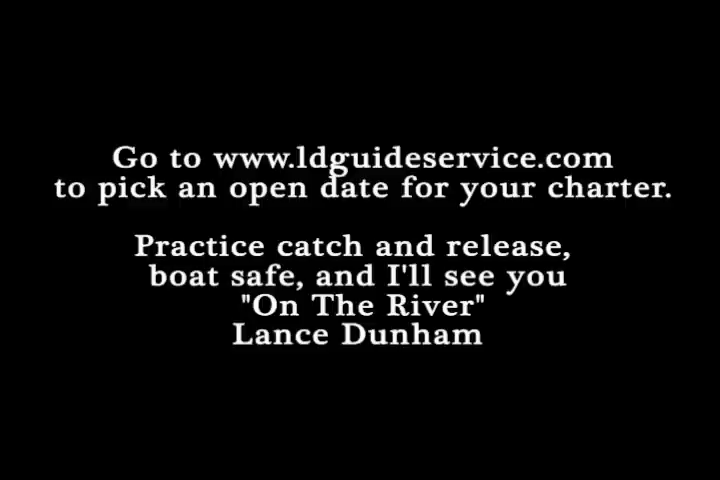 Go to www.ldguideservice.com
to pick an open date for your charter.
Practice catch and release,
boat safe, and I'll see you
"On The River"
Lance Dunham